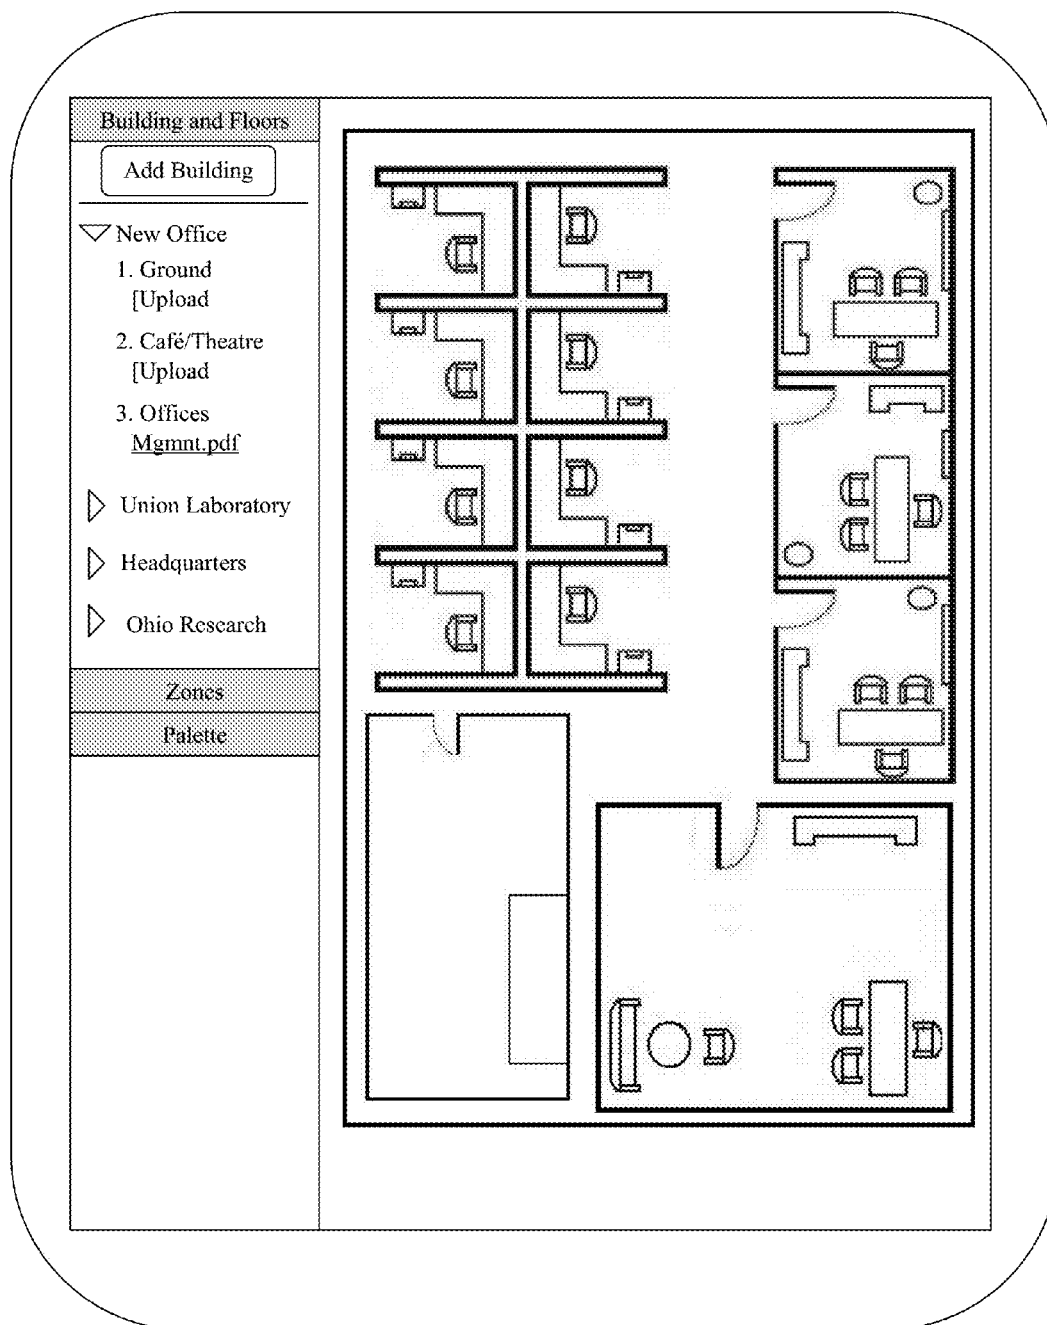 Building and Floors
Add Building
New Office
1. Ground
[Upload
2. Café/Theatre
[Upload
3. Offices
Mgmnt.pdf
Union Laboratory
Headquarters
Ohio Research
Zones
Palette